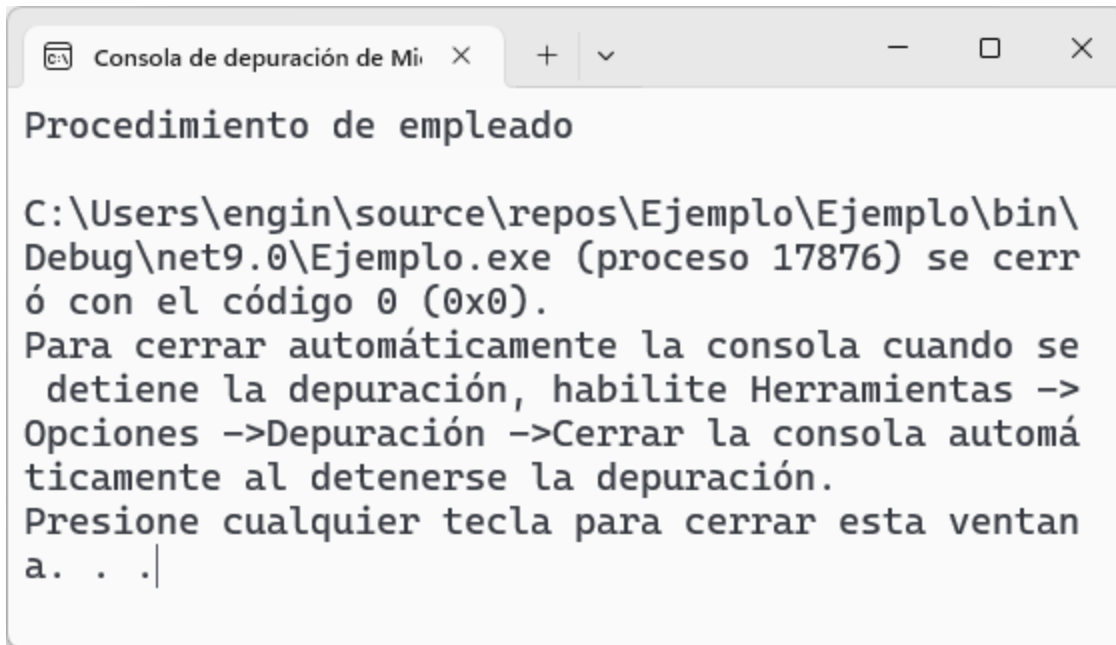 Consola de depuración de Mi
Procedimiento de empleado
C:\Users\engin\source\repos\Ejemplo\Ejemplo\bin\
Debug\net9.0\Ejemplo.exe (proceso 17876) se cerr
ó con el código 0 (0x0).
Para cerrar automáticamente la consola cuando se
 detiene la depuración, habilite Herramientas ->
Opciones ->Depuración ->Cerrar la consola automá
ticamente al detenerse la depuración.
Presione cualquier tecla para cerrar esta ventan
a. . .